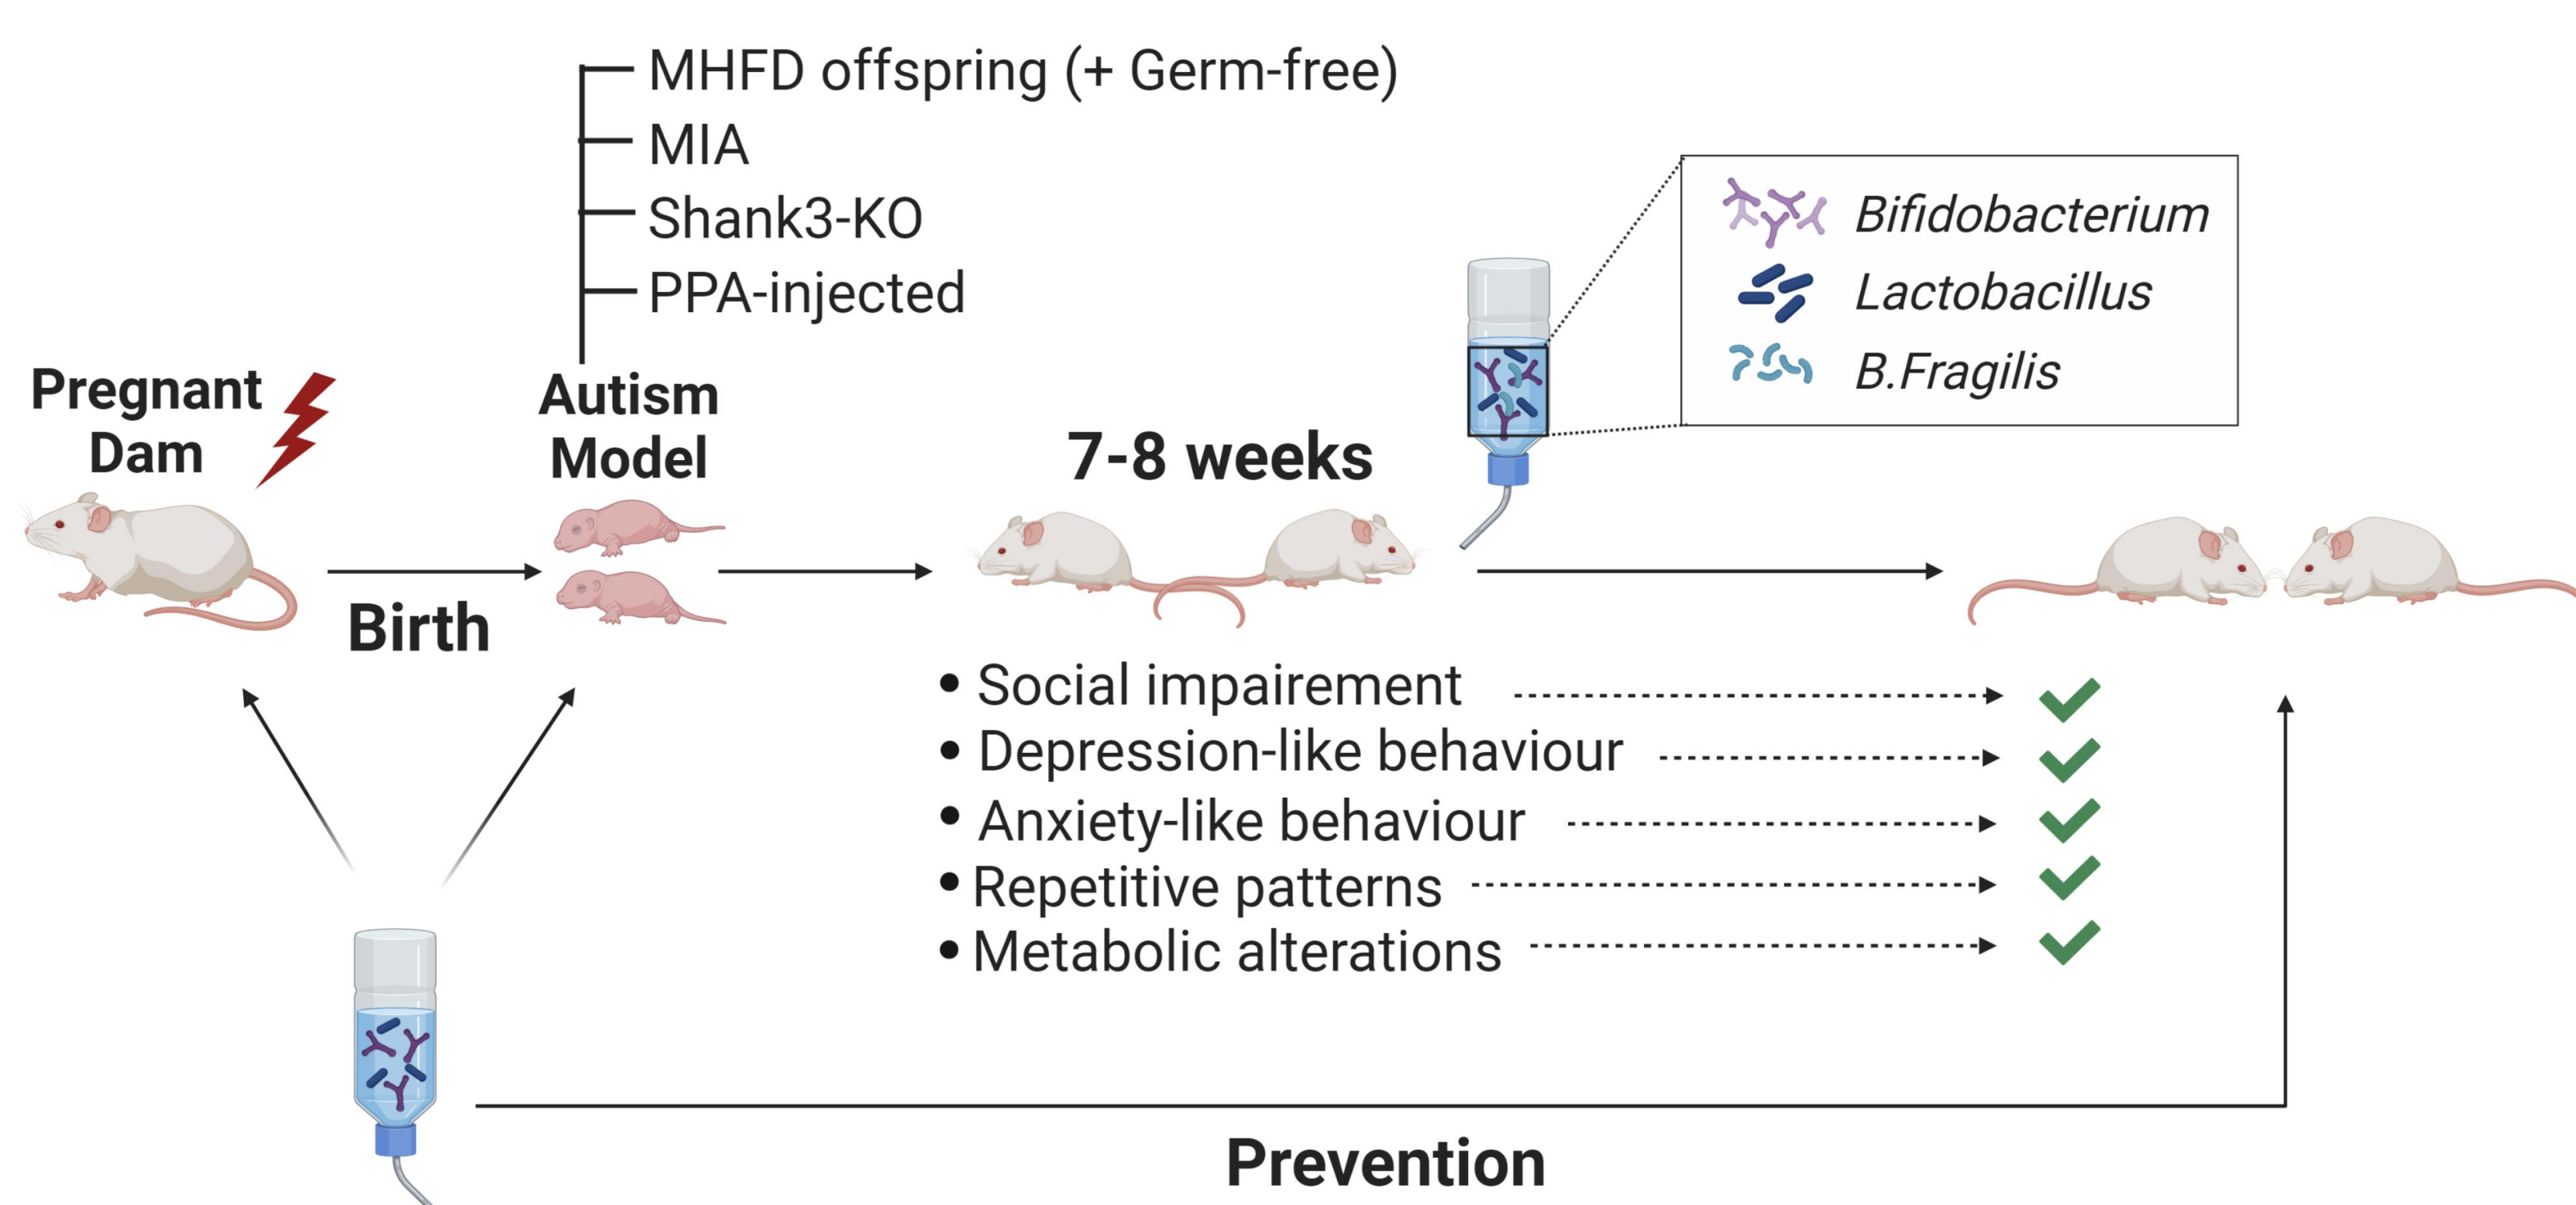 MHFD offspring (+ Germ-free)
MIA
Shank3-KO
PPA-injected
Pregnant
Dam
Autism
Model
7-8 weeks
Bifidobacterium
Lactobacillus
B.Fragilis
Birth
• Social impairement
• Depression-like behaviour
• Anxiety-like behaviour
• Repetitive patterns
• Metabolic alterations
Prevention